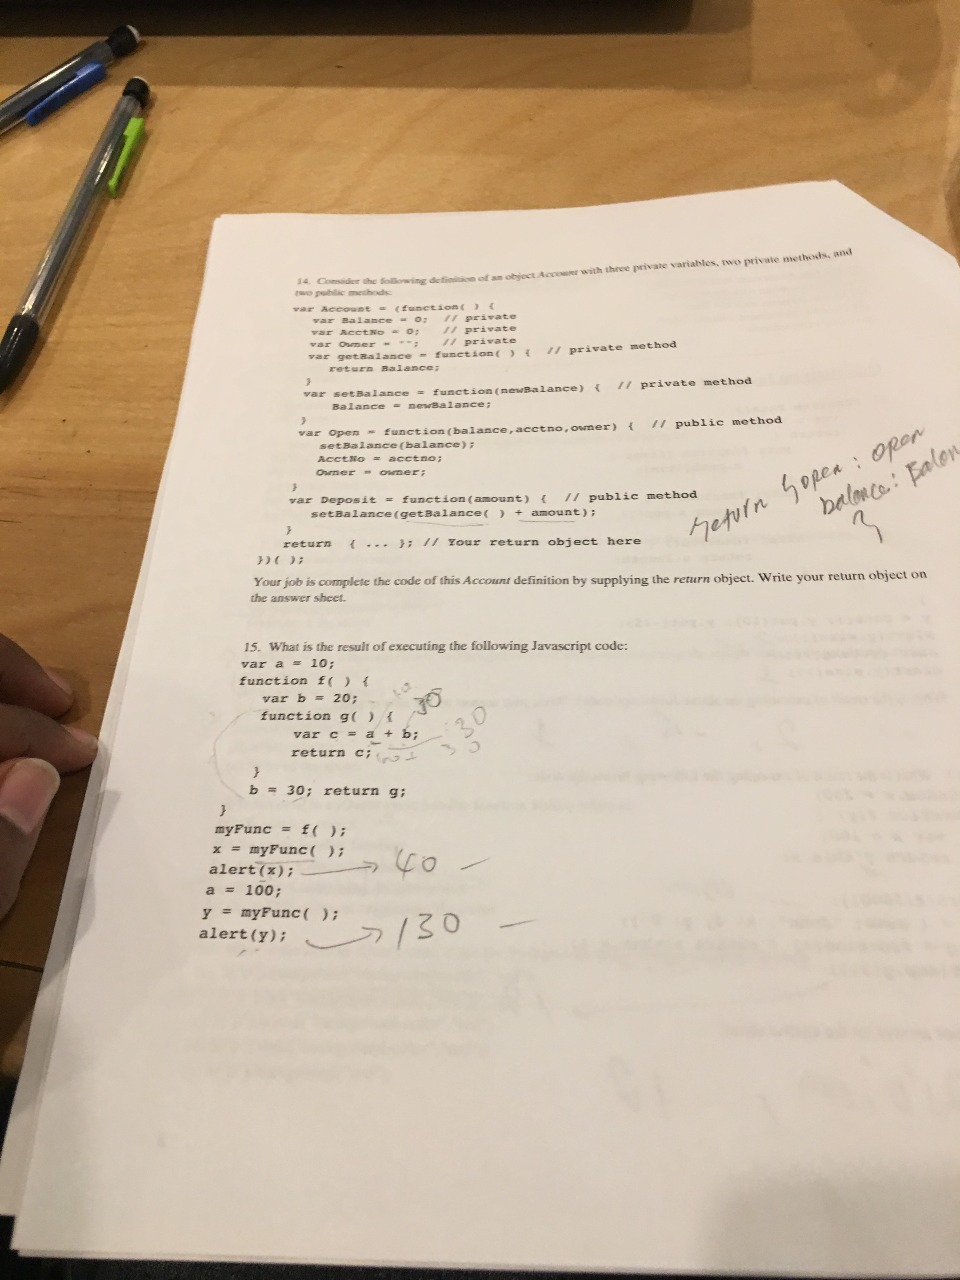 14. Consider the following definition of an object Account with three private variables, two private methods, and
two public methods:
var Account = (function( ) {
var Balance = 0; // private
var AcctNo = 0; // private
var Owner = ""; // private
var getBalance = function( ) { // private method
return Balance;
}
var setBalance = function(newBalance) { // private method
Balance = newBalance;
}
var Open = function(balance,acctno,owner) { // public method
setBalance(balance);
AcctNo = acctno;
Owner = owner;
}
var Deposit = function(amount) { // public method
setBalance(getBalance( ) + amount);
}
return { ... }; // Your return object here
})( );
return {open : open
balance: Balan
}
Your job is complete the code of this Account definition by supplying the return object. Write your return object on
the answer sheet.
15. What is the result of executing the following Javascript code:
var a = 10;
function f( ) {
var b = 20;
function g( ) {
30
var c = a + b;
30
return c;
30
}
b = 30; return g;
}
myFunc = f( );
x = myFunc( );
alert(x); → 40 –
a = 100;
y = myFunc( );
alert(y); → 130 –